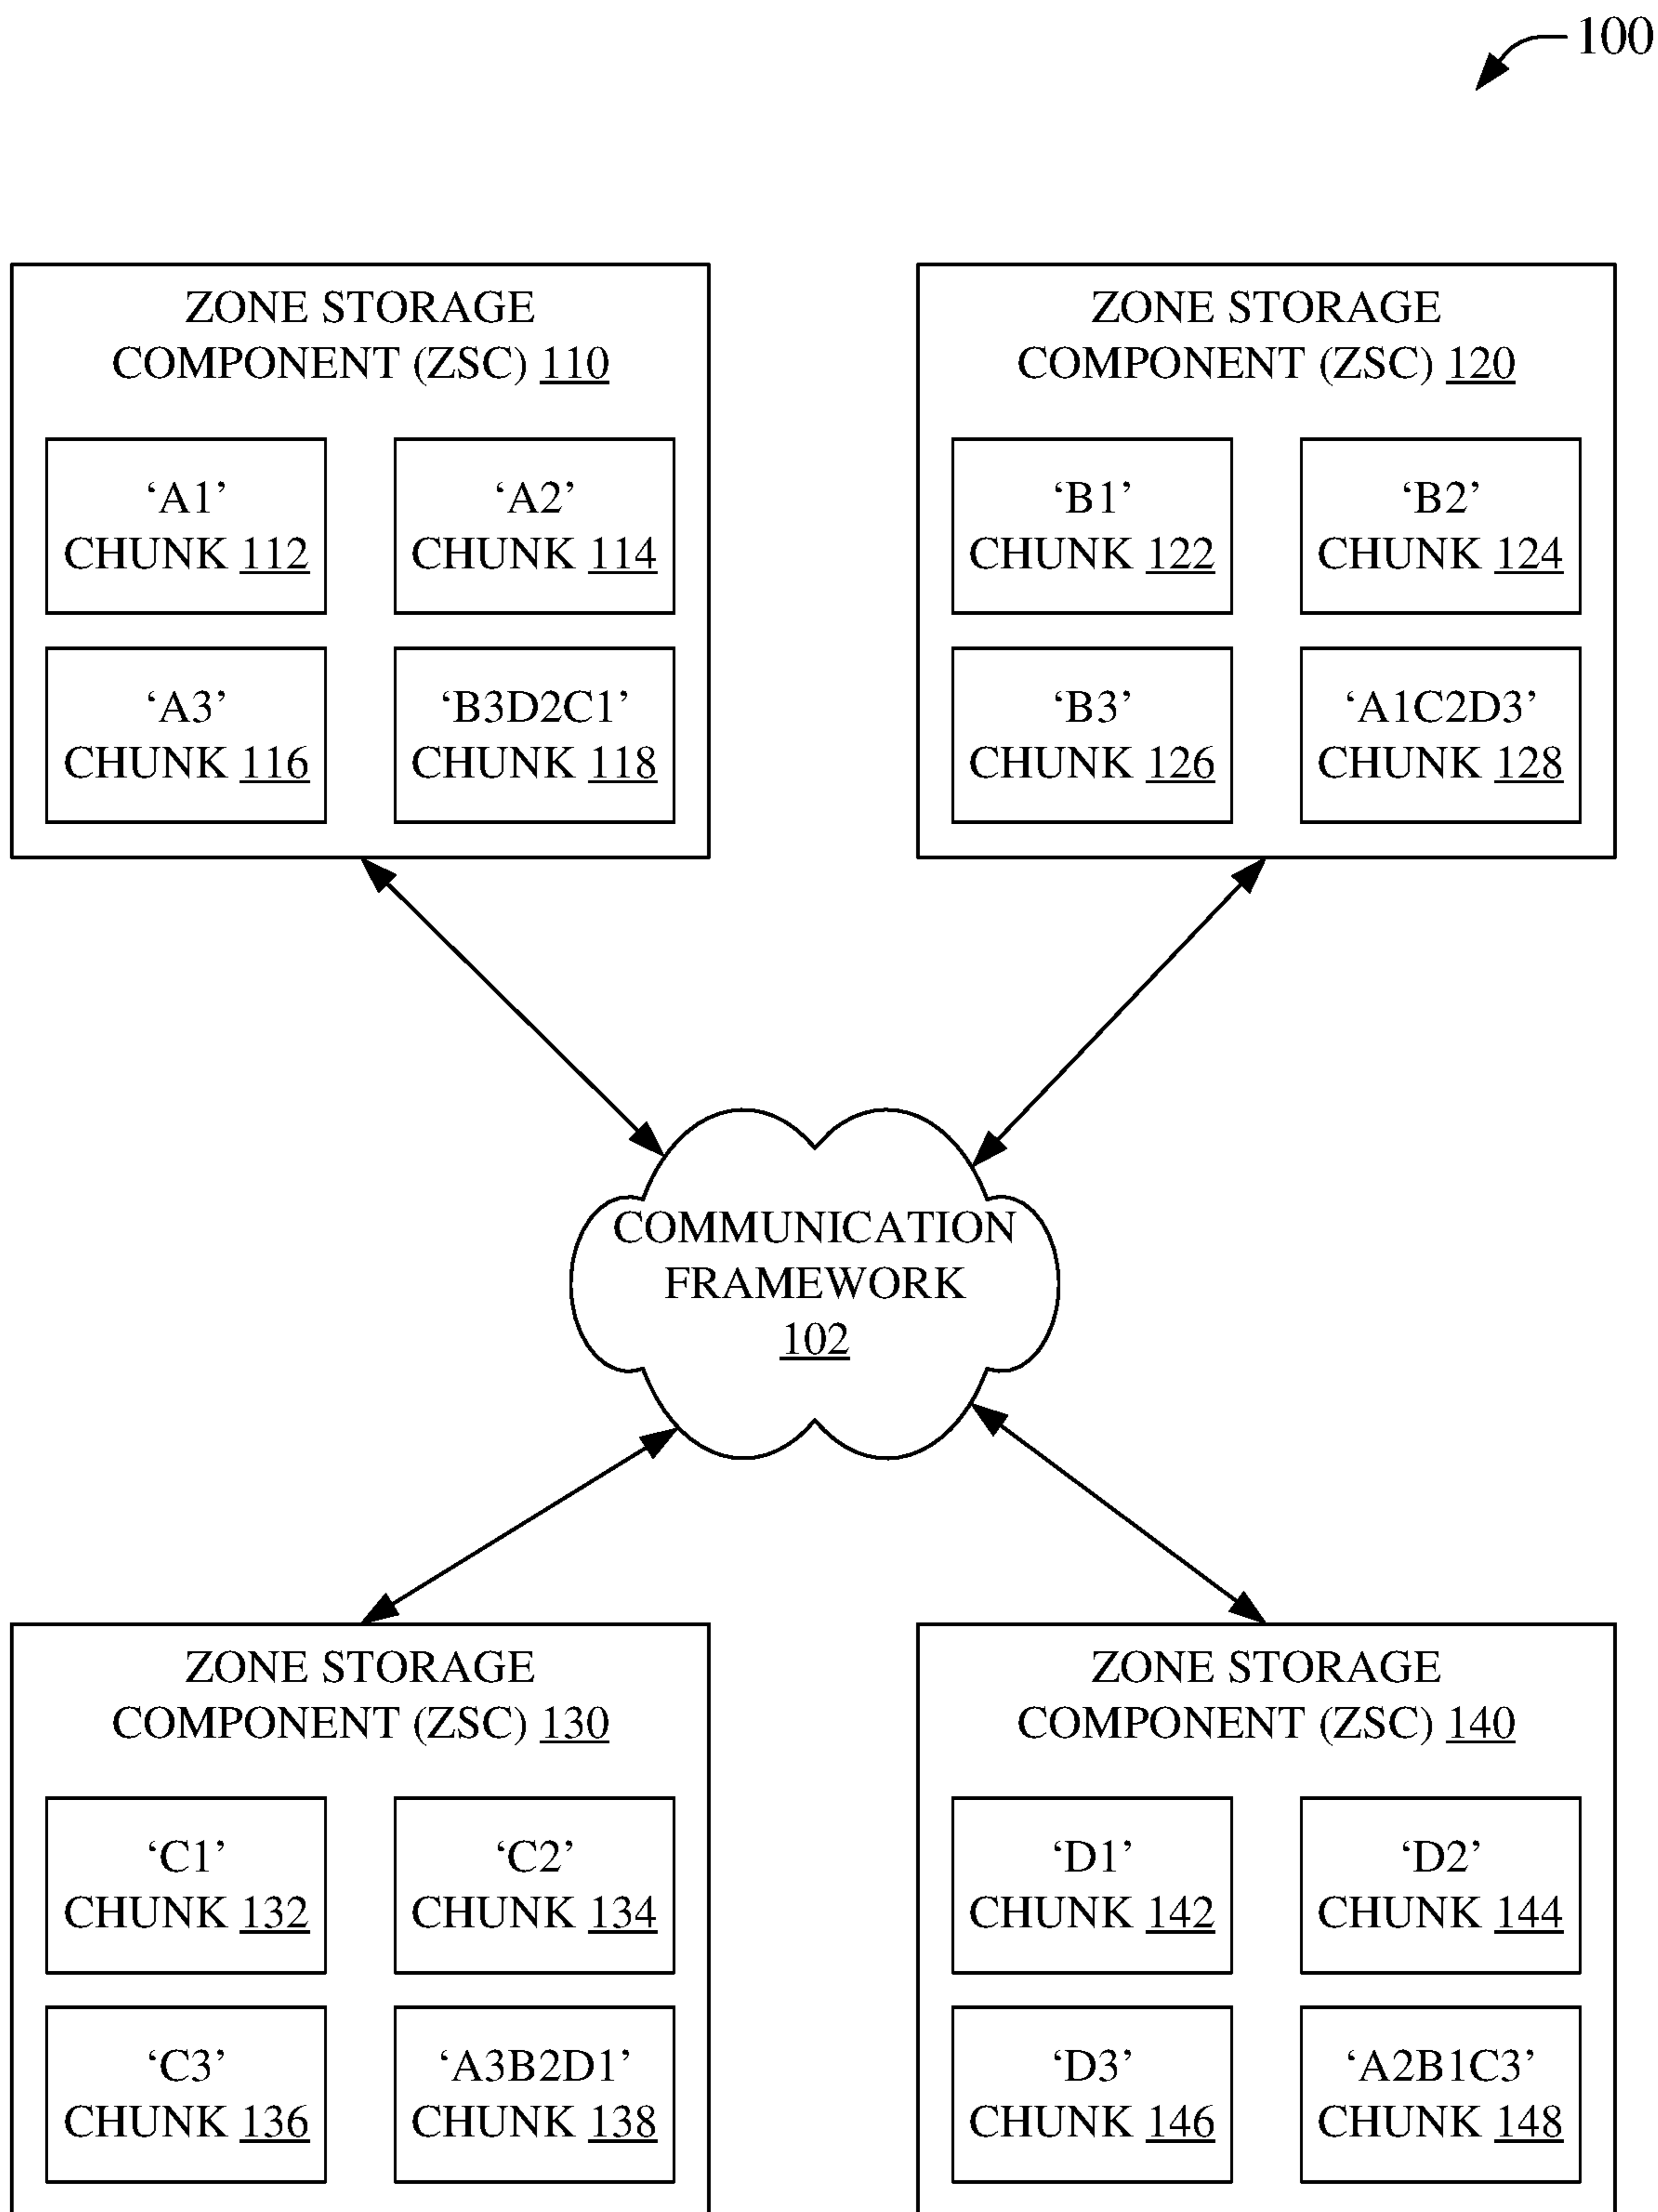 100
ZONE STORAGE
COMPONENT (ZSC) 110
‘A1’
CHUNK 112
‘A2’
CHUNK 114
‘A3’
CHUNK 116
‘B3D2C1’
CHUNK 118
ZONE STORAGE
COMPONENT (ZSC) 120
‘B1’
CHUNK 122
‘B2’
CHUNK 124
‘B3’
CHUNK 126
‘A1C2D3’
CHUNK 128
COMMUNICATION
FRAMEWORK
102
ZONE STORAGE
COMPONENT (ZSC) 130
‘C1’
CHUNK 132
‘C2’
CHUNK 134
‘C3’
CHUNK 136
‘A3B2D1’
CHUNK 138
ZONE STORAGE
COMPONENT (ZSC) 140
‘D1’
CHUNK 142
‘D2’
CHUNK 144
‘D3’
CHUNK 146
‘A2B1C3’
CHUNK 148